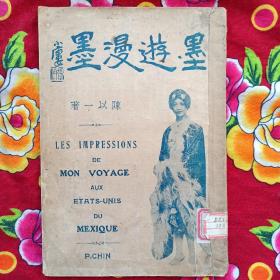 墨遊漫墨
著一以陳
LES IMPRESSIONS
DE
MON VOYAGE
AUX
ETATS-UNIS
DU
MEXIQUE
P.CHIN